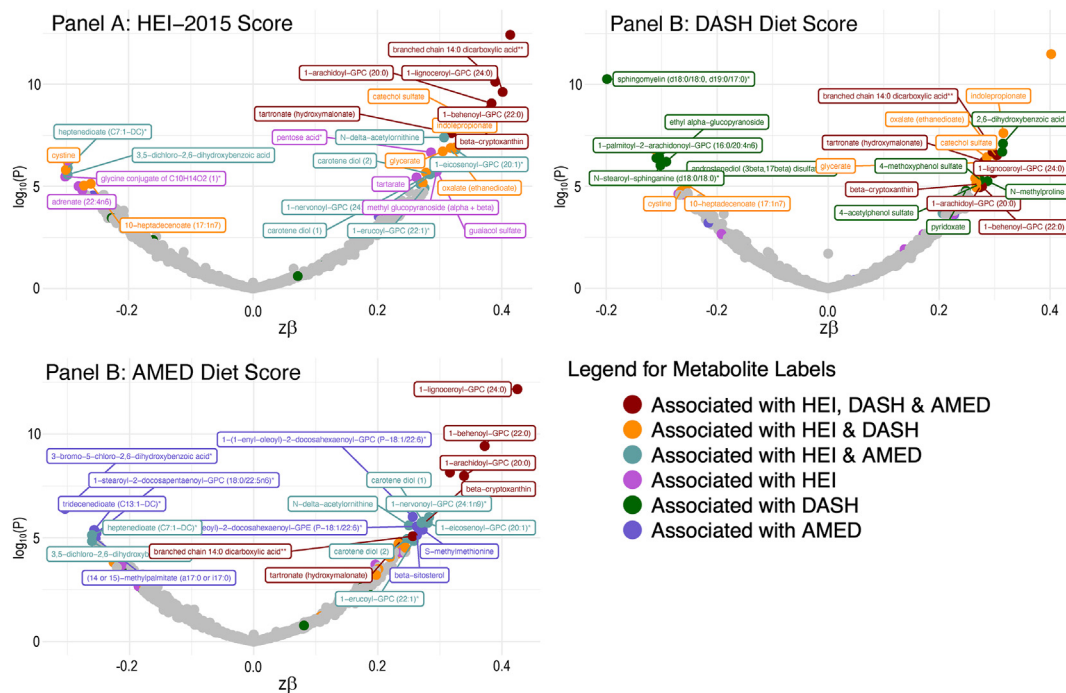 Panel A: HEI-2015 Score
branched chain 14:0 dicarboxylic acid**
1-arachidoyl-GPC (20:0)
1-lignoceroyl-GPC (24:0)
catechol sulfate
1-behenoyl-GPC (22:0)
tartronate (hydroxymalonate)
indolepropionate
heptenedioate (C7:1-DC)*
pentose acid*
N-delta-acetylornithine
beta-cryptoxanthin
cystine
3,5-dichloro-2,6-dihydroxybenzoic acid
carotene diol (2)
glycerate
1-eicosenoyl-GPC (20:1)*
glycine conjugate of C10H14O2 (1)*
tartarate
oxalate (ethanedioate)
adrenate (22:4n6)
1-nervonoyl-GPC (24
methyl glucopyranoside (alpha + beta)
10-heptadecenoate (17:1n7)
carotene diol (1)
1-erucoyl-GPC (22:1)*
guaiacol sulfate
log10(P)
10
5
0
-0.2
0.0
0.2
0.4
zβ
Panel B: DASH Diet Score
sphingomyelin (d18:0/18:0, d19:0/17:0)*
indolepropionate
branched chain 14:0 dicarboxylic acid**
oxalate (ethanedioate)
2,6-dihydroxybenzoic acid
ethyl alpha-glucopyranoside
tartronate (hydroxymalonate)
catechol sulfate
1-palmitoyl-2-arachidonoyl-GPC (16:0/20:4n6)
androstenediol (3beta,17beta) disulfa
glycerate
4-methoxyphenol sulfate
1-lignoceroyl-GPC (24:0)
N-stearoyl-sphinganine (d18:0/18:0)*
beta-cryptoxanthin
N-methylproline
cystine
10-heptadecenoate (17:1n7)
1-arachidoyl-GPC (20:0)
4-acetylphenol sulfate
pyridoxate
1-behenoyl-GPC (22:0)
log10(P)
10
5
0
-0.4
-0.2
0.0
0.2
0.4
zβ
Panel B: AMED Diet Score
1-lignoceroyl-GPC (24:0)
1-(1-enyl-oleoyl)-2-docosahexaenoyl-GPC (P-18:1/22:6)*
1-behenoyl-GPC (22:0)
3-bromo-5-chloro-2,6-dihydroxybenzoic acid*
1-arachidoyl-GPC (20:0)
1-stearoyl-2-docosapentaenoyl-GPC (18:0/22:5n6)*
carotene diol (1)
beta-cryptoxanthin
tridecenedioate (C13:1-DC)*
N-delta-acetylornithine
1-nervonoyl-GPC (24:1n9)*
heptenedioate (C7:1-DC)*
eoyl)-2-docosahexaenoyl-GPE (P-18:1/22:6)*
1-eicosenoyl-GPC (20:1)*
3,5-dichloro-2,6-dihydroxyb
branched chain 14:0 dicarboxylic acid**
carotene diol (2)
S-methylmethionine
(14 or 15)-methylpalmitate (a17:0 or i17:0)
tartronate (hydroxymalonate)
beta-sitosterol
1-erucoyl-GPC (22:1)*
log10(P)
10
5
0
-0.2
0.0
0.2
0.4
zβ
Legend for Metabolite Labels
Associated with HEI, DASH & AMED
Associated with HEI & DASH
Associated with HEI & AMED
Associated with HEI
Associated with DASH
Associated with AMED